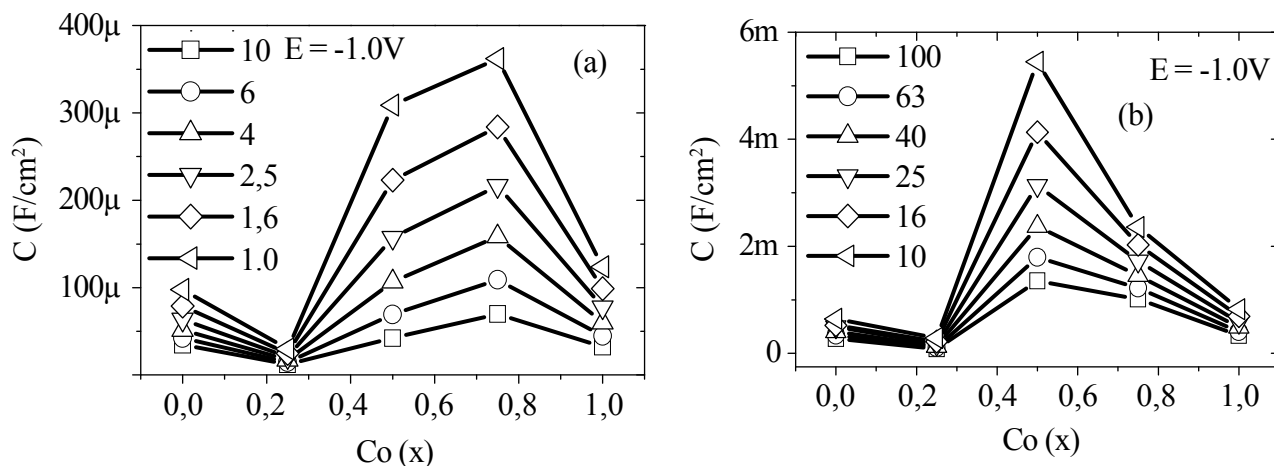 400µ
300µ
200µ
100µ
C (F/cm²)
10
6
4
2,5
1,6
1.0
E = -1.0V
(a)
0,0 0,2 0,4 0,6 0,8 1,0
Co (x)
6m
4m
2m
0
C (F/cm²)
100
63
40
25
16
10
E = -1.0V
(b)
0,0 0,2 0,4 0,6 0,8 1,0
Co (x)